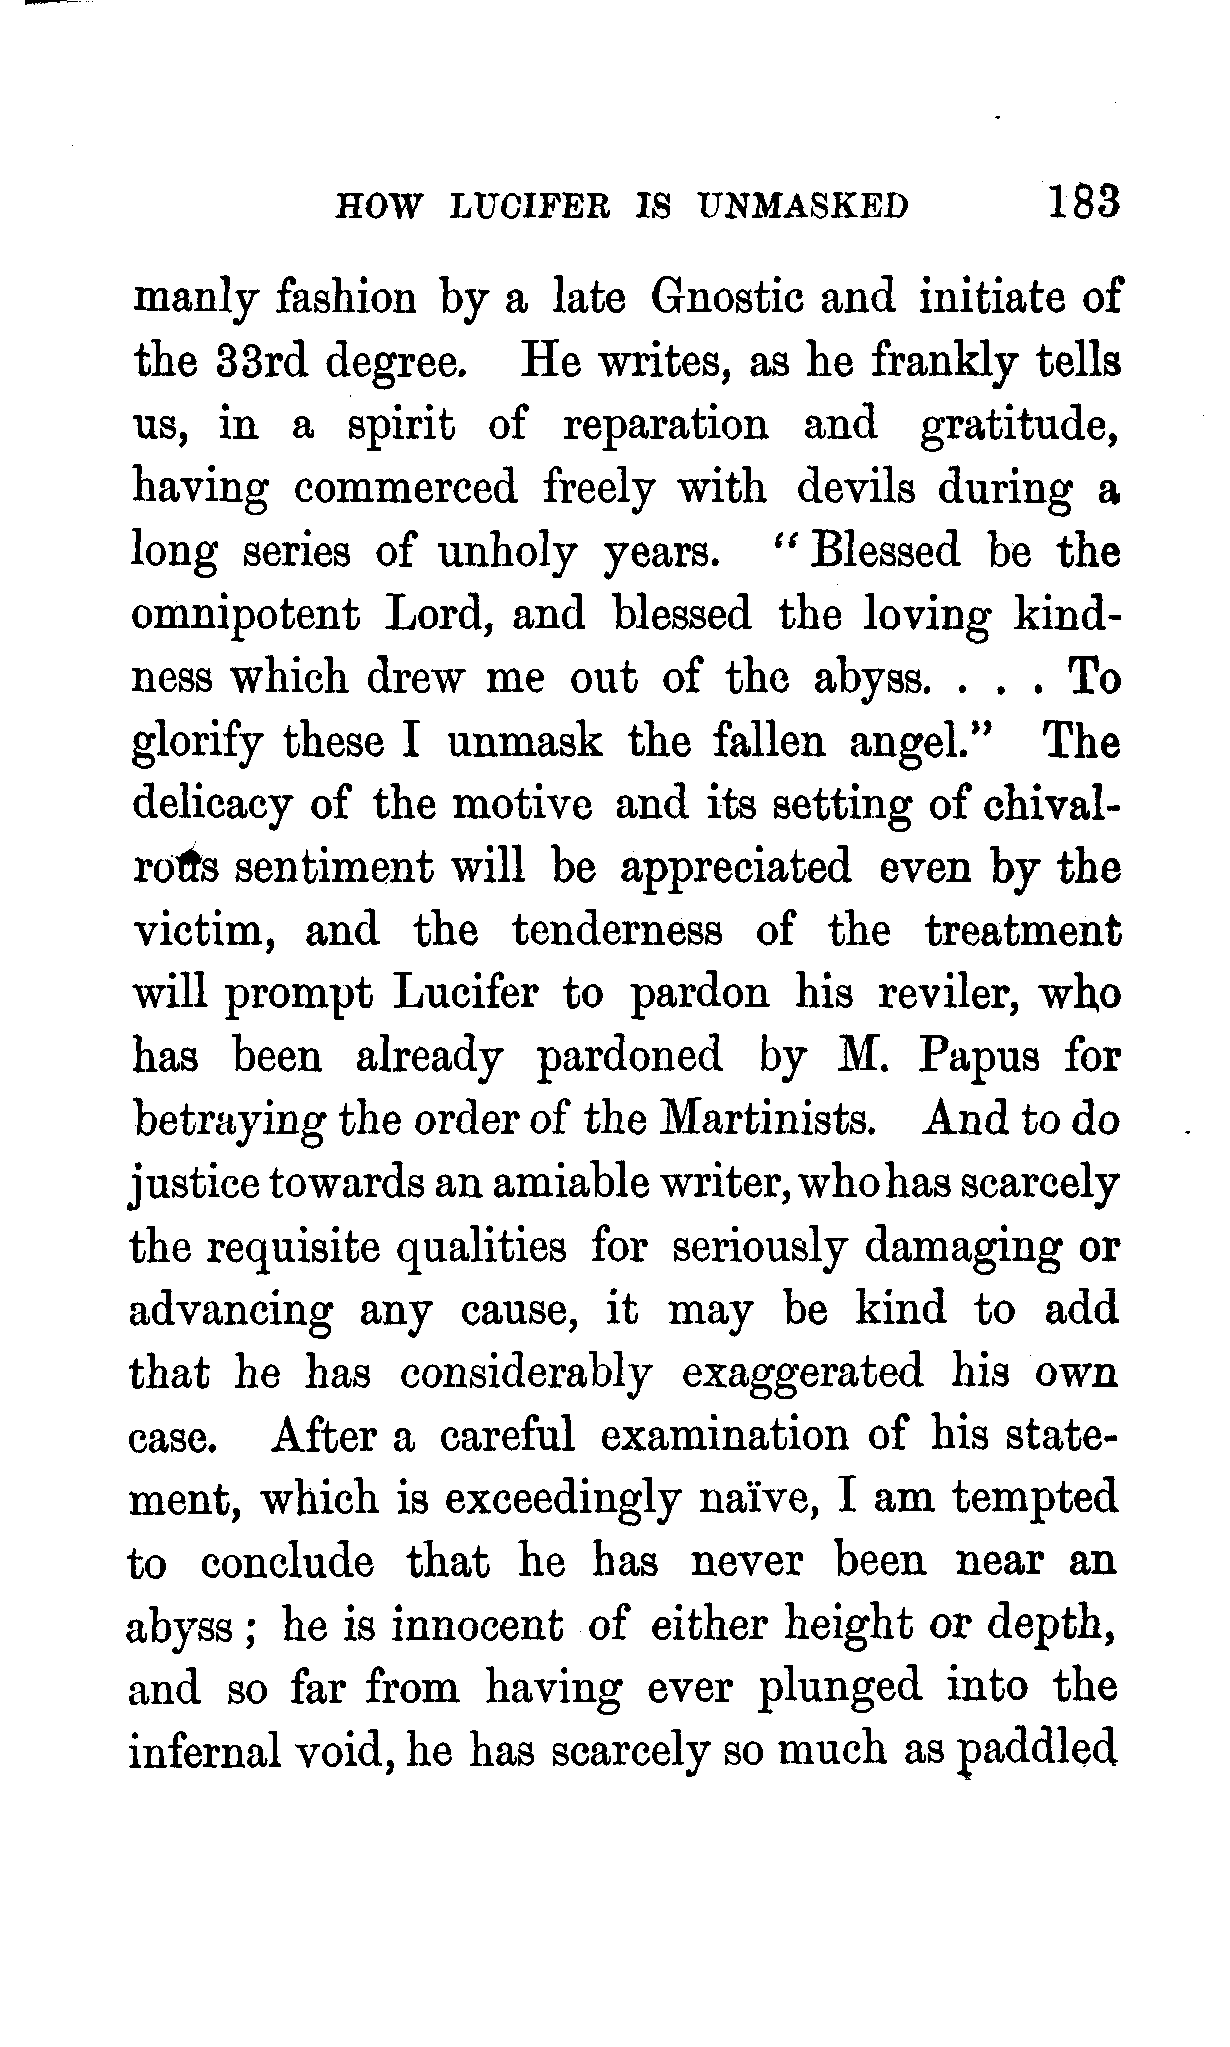 HOW LUCIFER IS UNMASKED 183
manly fashion by a late Gnostic and initiate of
the 33rd degree. He writes, as he frankly tells
us, in a spirit of reparation and gratitude,
having commerced freely with devils during a
long series of unholy years. "Blessed be the
omnipotent Lord, and blessed the loving kind-
ness which drew me out of the abyss. . . . To
glorify these I unmask the fallen angel." The
delicacy of the motive and its setting of chival-
rous sentiment will be appreciated even by the
victim, and the tenderness of the treatment
will prompt Lucifer to pardon his reviler, who
has been already pardoned by M. Papus for
betraying the order of the Martinists. And to do
justice towards an amiable writer, who has scarcely
the requisite qualities for seriously damaging or
advancing any cause, it may be kind to add
that he has considerably exaggerated his own
case. After a careful examination of his state-
ment, which is exceedingly naïve, I am tempted
to conclude that he has never been near an
abyss; he is innocent of either height or depth,
and so far from having ever plunged into the
infernal void, he has scarcely so much as paddled